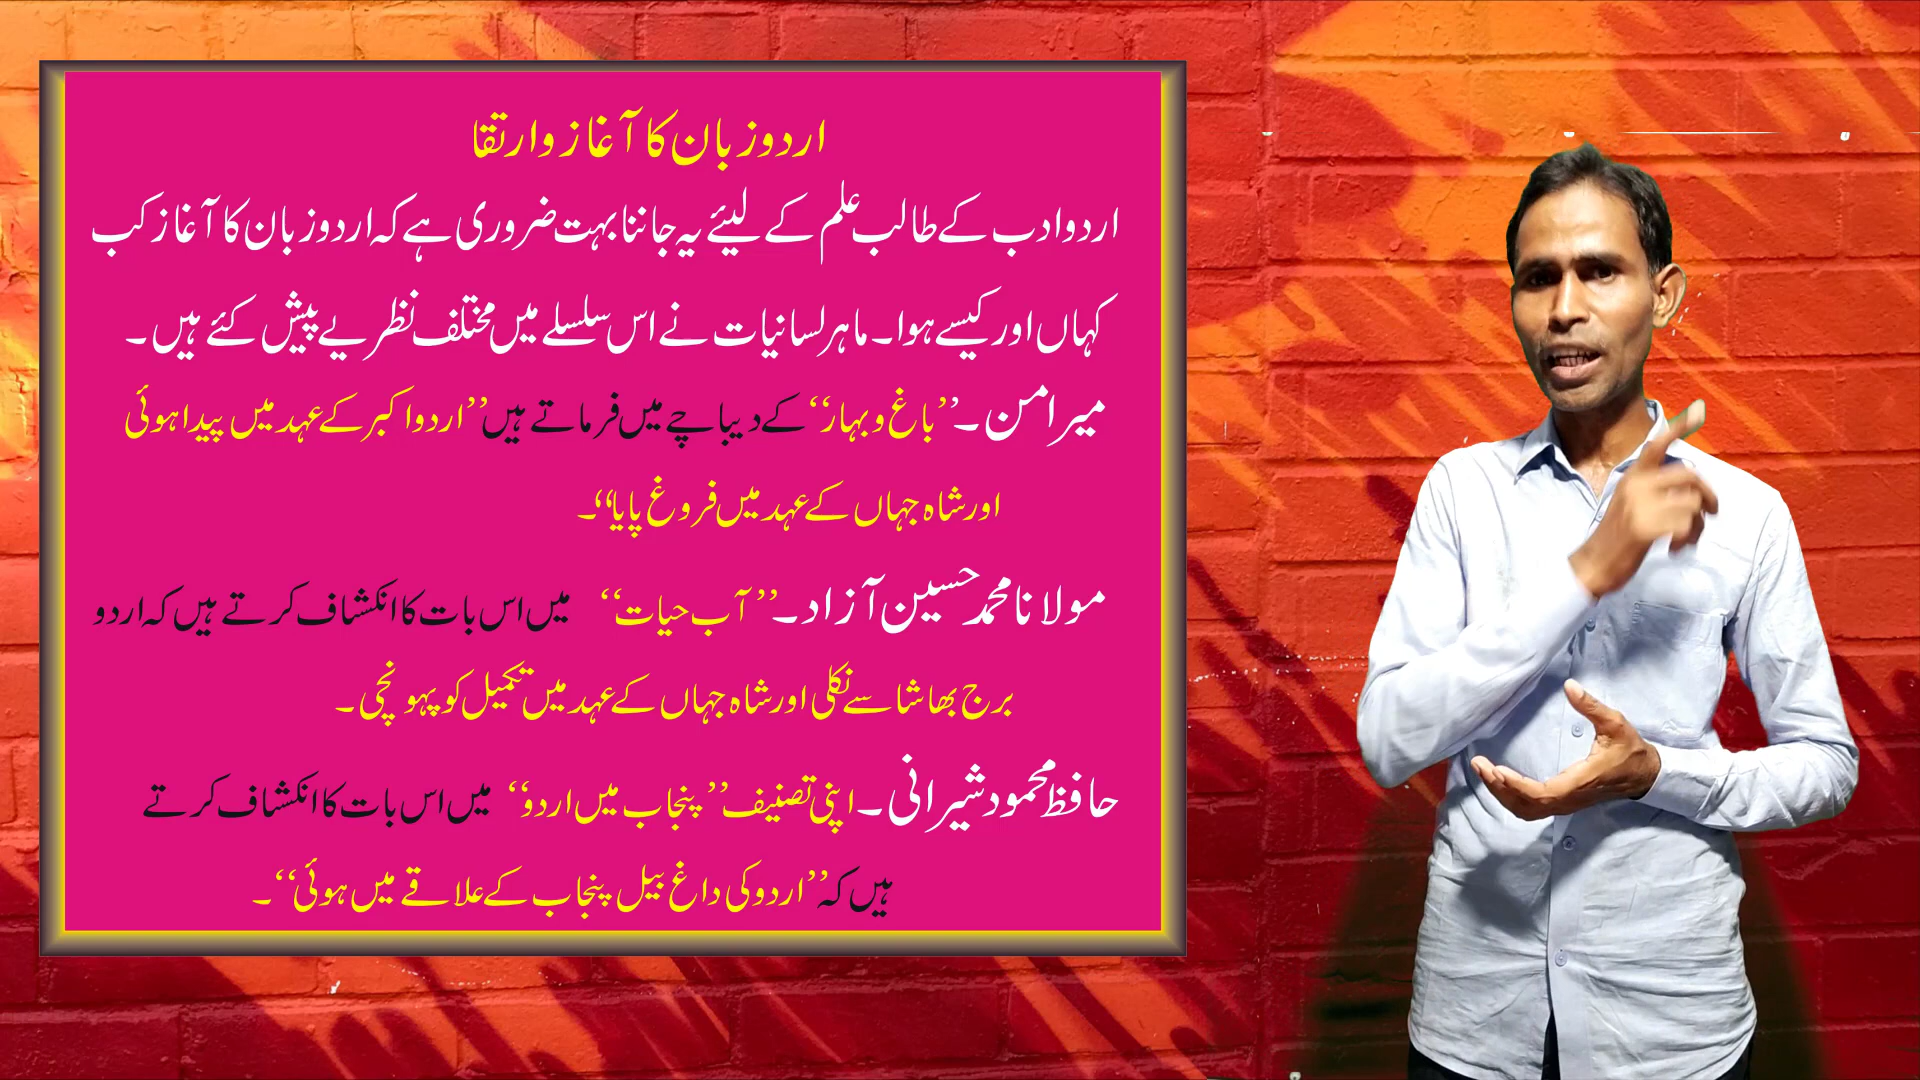 اردو زبان کا آغاز و ارتقا
اردو ادب کے طالب علم کے لیئے یہ جاننا بہت ضروری ہے کہ اردو زبان کا آغاز کب
کہاں اور کیسے ہوا۔ ماہر لسانیات نے اس سلسلے میں مختلف نظریے پیش کئے ہیں۔
میر امن۔ ’’باغ و بہار‘‘ کے دیباچے میں فرماتے ہیں ’’اردو اکبر کے عہد میں پیدا ہوئی
اور شاہ جہاں کے عہد میں فروغ پایا‘‘۔
مولانا محمد حسین آزاد۔ ’’آب حیات‘‘ میں اس بات کا انکشاف کرتے ہیں کہ اردو
برج بھاشا سے نکلی اور شاہ جہاں کے عہد میں تکمیل کو پہونچی۔
حافظ محمود شیرانی۔ اپنی تصنیف ’’پنجاب میں اردو‘‘ میں اس بات کا انکشاف کرتے
ہیں کہ ’’اردو کی داغ بیل پنجاب کے علاقے میں ہوئی‘‘۔